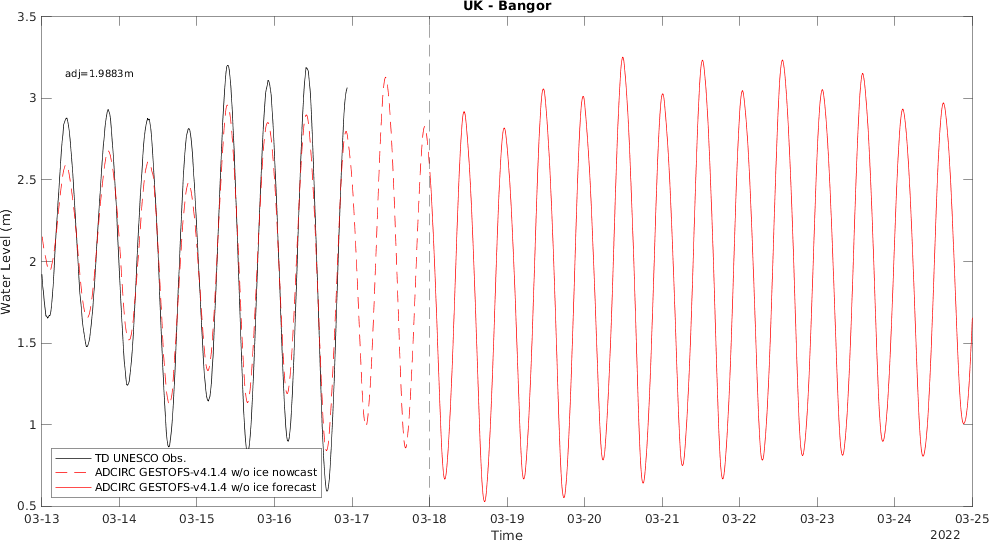 UK - Bangor
adj=1.9883m
3.5
3
2.5
2
1.5
1
0.5
Water Level (m)
TD UNESCO Obs.
ADCIRC GESTOFS-v4.1.4 w/o ice nowcast
ADCIRC GESTOFS-v4.1.4 w/o ice forecast
03-13 03-14 03-15 03-16 03-17 03-18 03-19 03-20 03-21 03-22 03-23 03-24 03-25
Time
2022